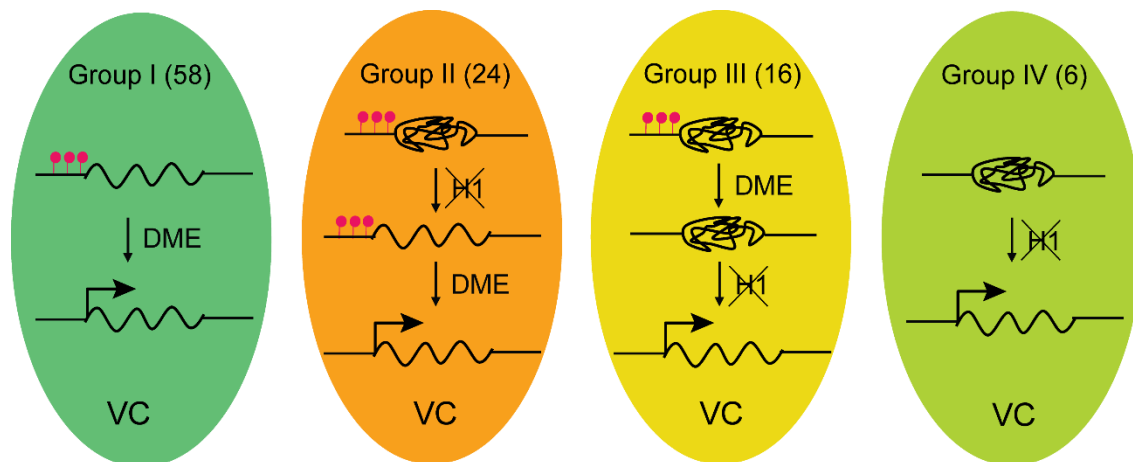 Group I (58)
DME
VC
Group II (24)
H1
DME
VC
Group III (16)
DME
H1
VC
Group IV (6)
H1
VC